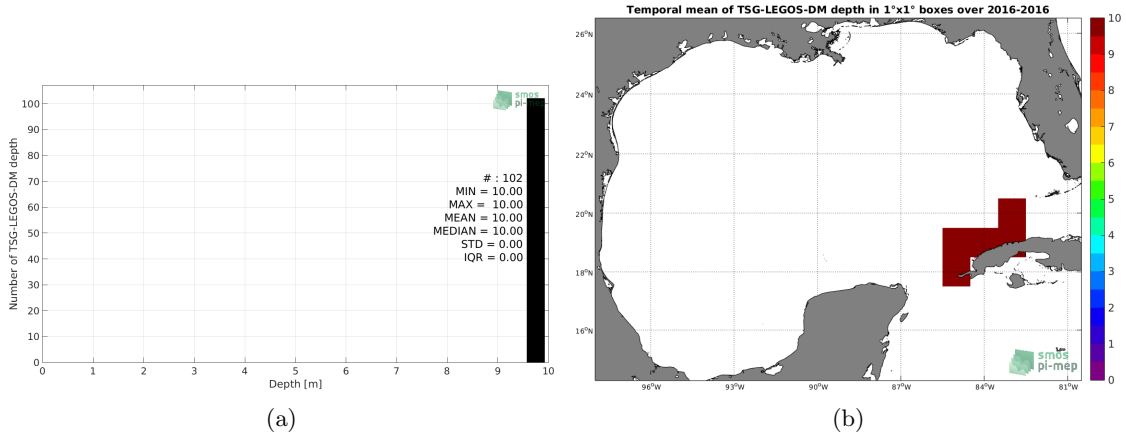 smos
pi-mep
100
90
80
70
60
50
40
30
20
10
0
Number of TSG-LEGOS-DM depth
# : 102
MIN = 10.00
MAX = 10.00
MEAN = 10.00
MEDIAN = 10.00
STD = 0.00
IQR = 0.00
0 1 2 3 4 5 6 7 8 9 10
Depth [m]
(a)
Temporal mean of TSG-LEGOS-DM depth in 1°x1° boxes over 2016-2016
26°N
24°N
22°N
20°N
18°N
16°N
96°W 93°W 90°W 87°W 84°W 81°W
smos
pi-mep
10
9
8
7
6
5
4
3
2
1
0
(b)